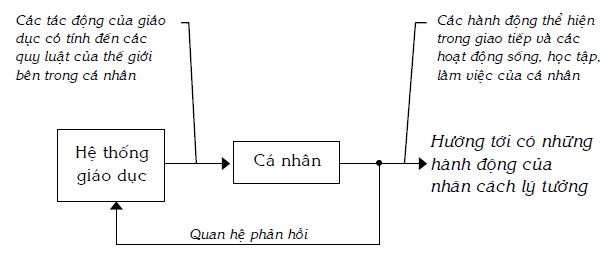 Các tác động của giáo
dục có tính đến các
quy luật của thế giới
bên trong cá nhân
Các hành động thể hiện
trong giao tiếp và các
hoạt động sống, học tập,
làm việc của cá nhân
Hệ thống
giáo dục
Cá nhân
Hướng tới có những
hành động của
nhân cách lý tưởng
Quan hệ phản hồi